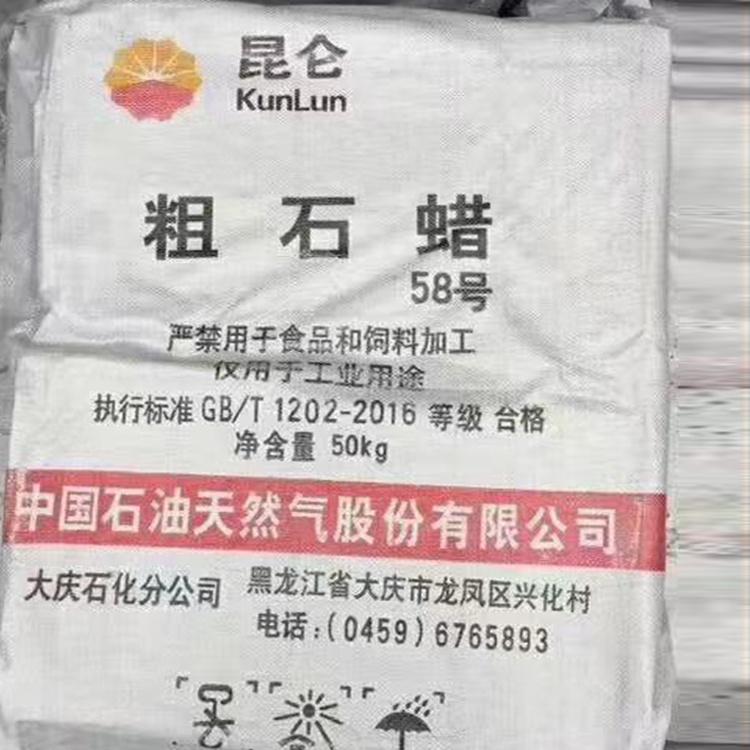 昆仑
KunLun
粗石蜡
58号
严禁用于食品和饲料加工
仅用于工业用途
执行标准 GB/T 1202-2016 等级 合格
净含量 50kg
中国石油天然气股份有限公司
大庆石化分公司 黑龙江省大庆市龙凤区兴化村
电话:(0459)6765893